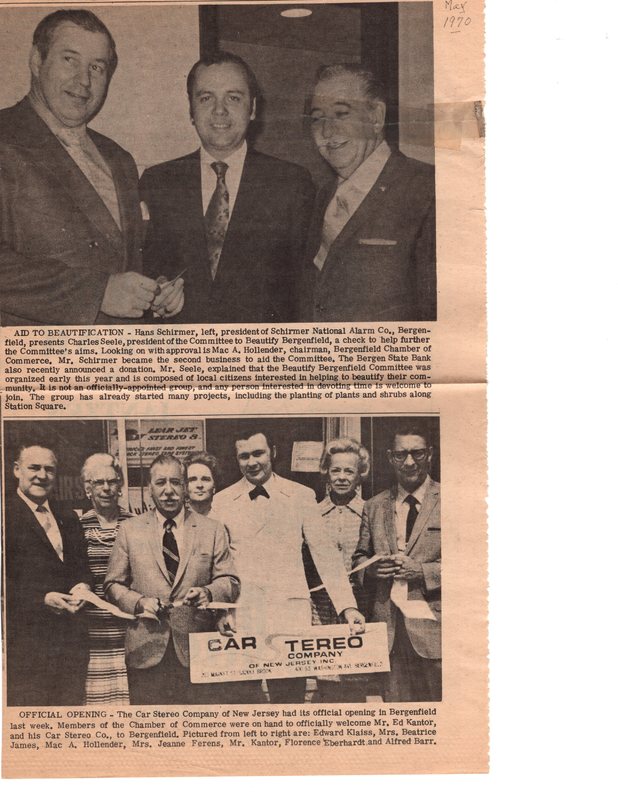 May
1970
AID TO BEAUTIFICATION - Hans Schirmer, left, president of Schirmer National Alarm Co., Bergen-
field, presents Charles Seele, president of the Committee to Beautify Bergenfield, a check to help further
the Committee's aims. Looking on with approval is Mac A. Hollender, chairman, Bergenfield Chamber of
Commerce. Mr. Schirmer became the second business to aid the Committee. The Bergen State Bank
also recently announced a donation. Mr. Seele, explained that the Beautify Bergenfield Committee was
organized early this year and is composed of local citizens interested in helping to beautify their com-
munity. It is not an officially-appointed group, and any person interested in devoting time is welcome to
join. The group has already started many projects, including the planting of plants and shrubs along
Station Square.
LEAR JET
STEREO 8
CAR STEREO
COMPANY
OF NEW JERSEY INC.
WASHINGTON AVE. BERGENFIELD
OFFICIAL OPENING - The Car Stereo Company of New Jersey had its official opening in Bergenfield
last week. Members of the Chamber of Commerce were on hand to officially welcome Mr. Ed Kantor,
and his Car Stereo Co., to Bergenfield. Pictured from left to right are: Edward Klaiss, Mrs. Beatrice
James, Mac A. Hollender, Mrs. Jeanne Ferens, Mr. Kantor, Florence Eberhardt and Alfred Barr.